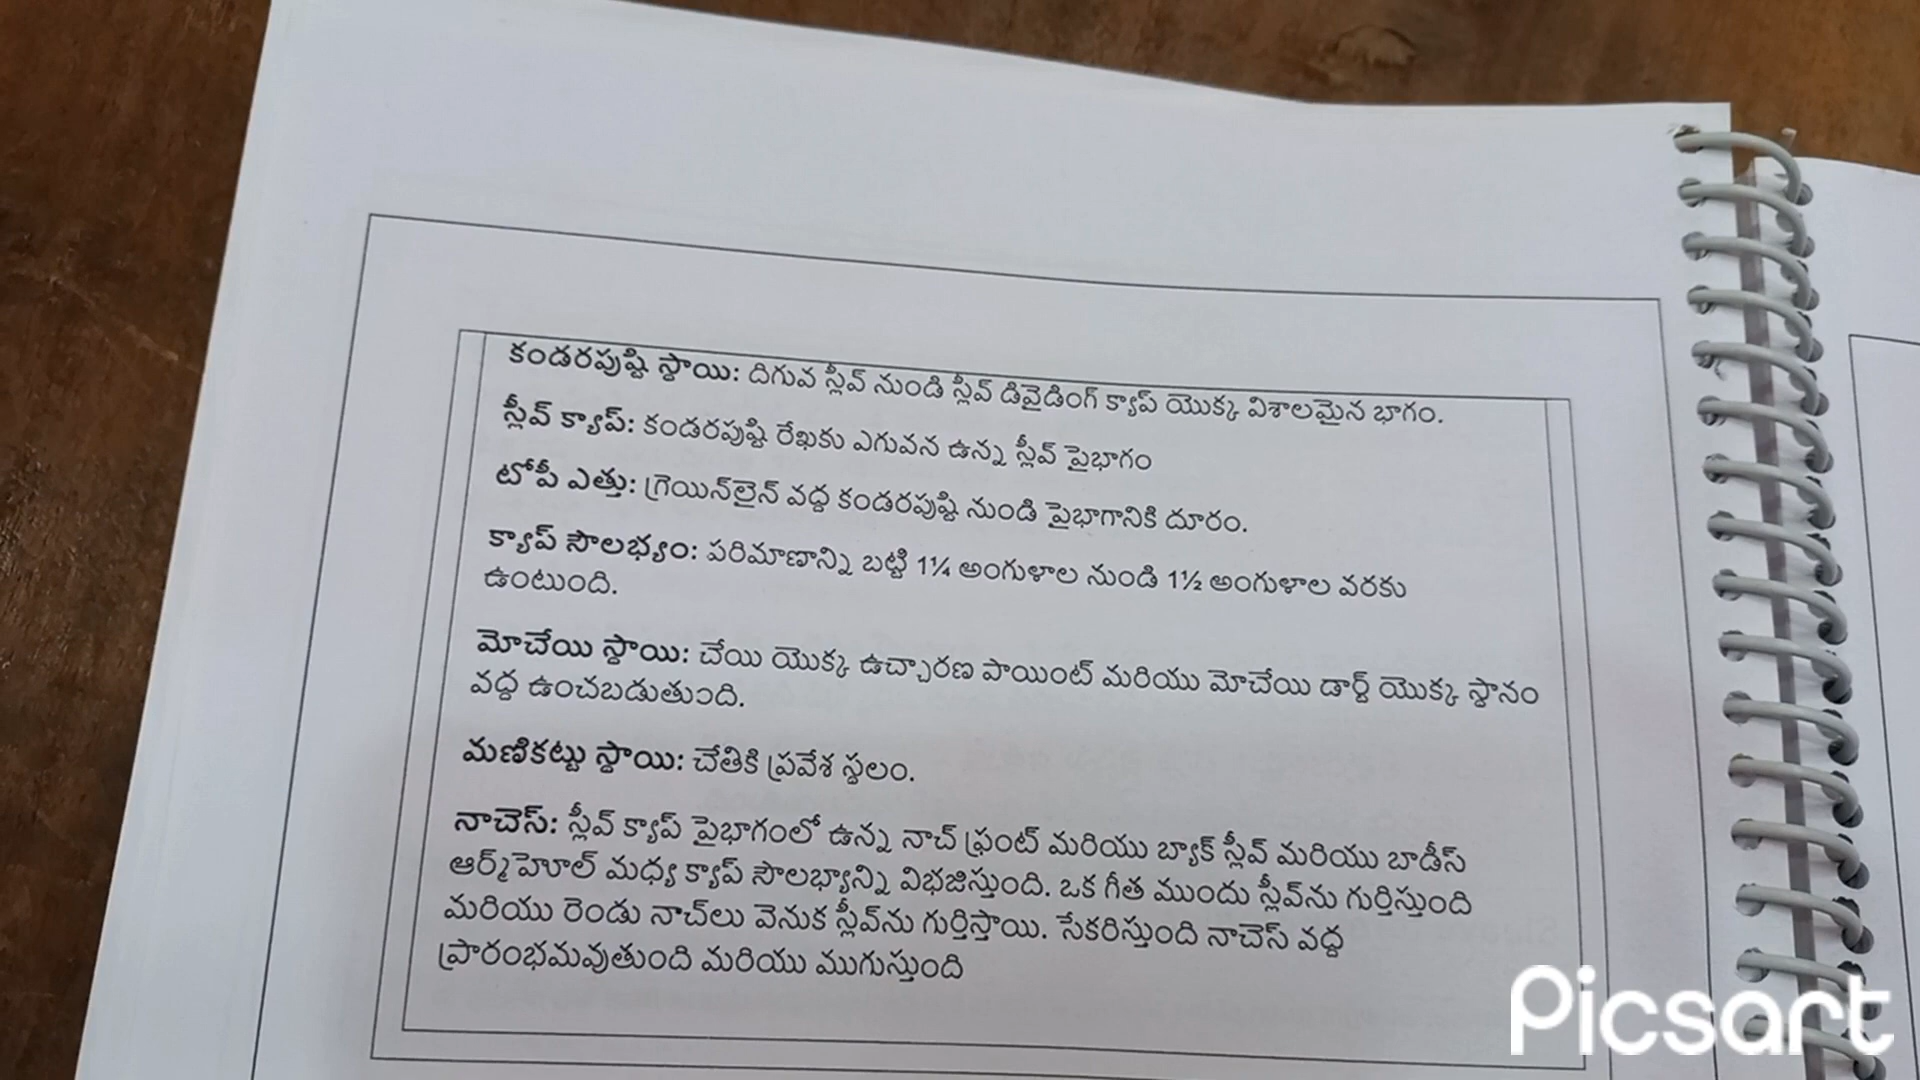 కండరపుష్టి స్థాయి: దిగువ స్లీవ్ నుండి స్లీవ్ డివైడింగ్ క్యాప్ యొక్క విశాలమైన భాగం.
స్లీవ్ క్యాప్: కండరపుష్టి రేఖకు ఎగువన ఉన్న స్లీవ్ పైభాగం
టోపీ ఎత్తు: గ్రెయిన్‌లైన్ వద్ద కండరపుష్టి నుండి పైభాగానికి దూరం.
క్యాప్ సౌలభ్యం: పరిమాణాన్ని బట్టి 1¼ అంగుళాల నుండి 1½ అంగుళాల వరకు
ఉంటుంది.
మోచేయి స్థాయి: చేయి యొక్క ఉచ్చారణ పాయింట్ మరియు మోచేయి డార్ట్ యొక్క స్థానం
వద్ద ఉంచబడుతుంది.
మణికట్టు స్థాయి: చేతికి ప్రవేశ స్థలం.
నాచెస్: స్లీవ్ క్యాప్ పైభాగంలో ఉన్న నాచ్ ఫ్రంట్ మరియు బ్యాక్ స్లీవ్ మరియు బాడీస్
ఆర్మ్‌హోల్ మధ్య క్యాప్ సౌలభ్యాన్ని విభజిస్తుంది. ఒక గీత ముందు స్లీవ్‌ను గుర్తిస్తుంది
మరియు రెండు నాచ్‌లు వెనుక స్లీవ్‌ను గుర్తిస్తాయి. సేకరిస్తుంది నాచెస్ వద్ద
ప్రారంభమవుతుంది మరియు ముగుస్తుంది
Picsart